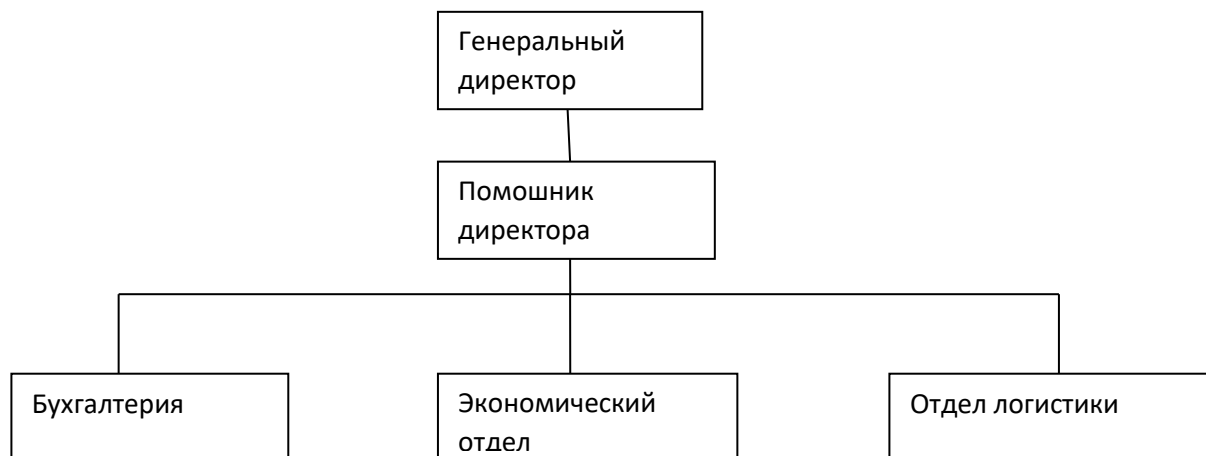 Генеральный
директор
Помошник
директора
Бухгалтерия
Экономический
отдел
Отдел логистики